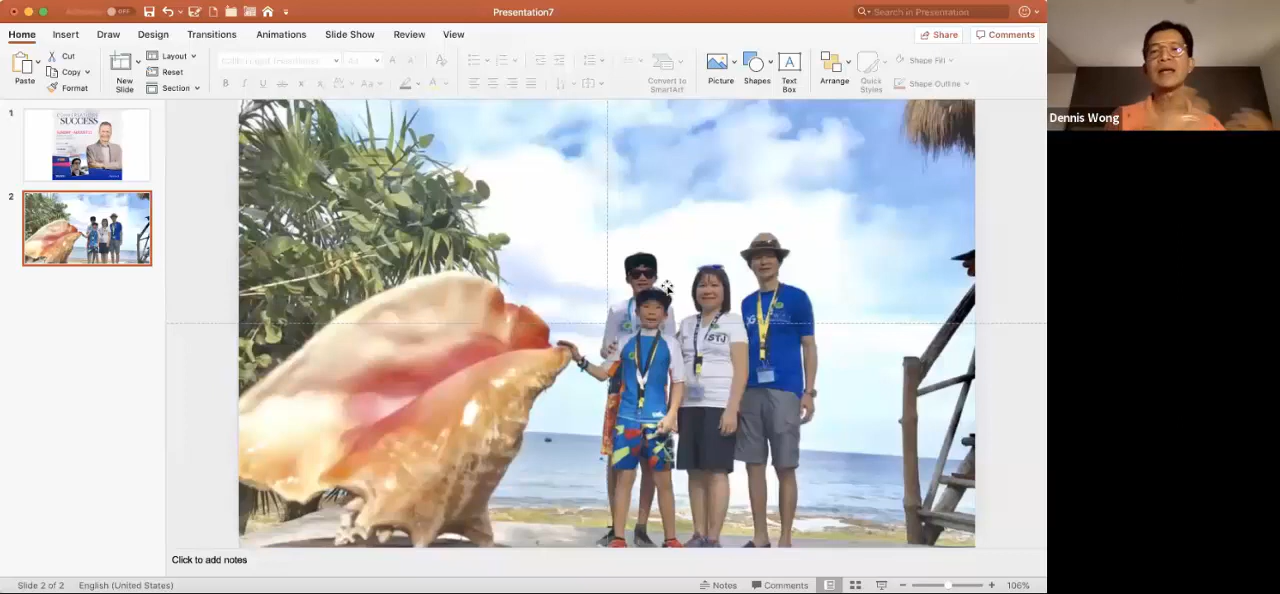 Presentation7
Search in Presentation
Home Insert Draw Design Transitions Animations Slide Show Review View
Share Comments
Paste
Cut
Copy
Format
New
Slide
Layout
Reset
Section
Convert to
SmartArt
Picture
Shapes
Text
Box
Arrange
Quick
Styles
Shape Fill
Shape Outline
Dennis Wong
1
SUCCESS
2
STJ
Click to add notes
Slide 2 of 2 English (United States) Notes Comments 106%